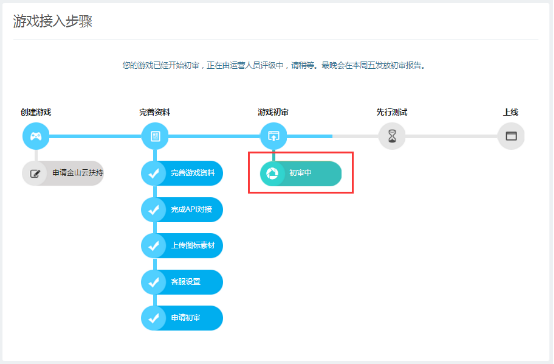 游戏接入步骤
您的游戏已经开始初审，正在由运营人员评级中，请稍等。最晚会在本周五发放初审报告。
创建游戏
完善资料
游戏初审
先行测试
上线
申请金山云扶持
完善游戏资料
初审中
完成API对接
上传图标素材
客服设置
申请初审